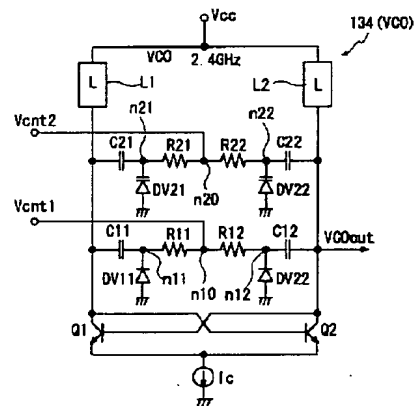 Vcc
134 (VCO)
VCO
2.4GHz
L
L1
L2
L
n21
n22
Vcnt2
C21
R21
R22
C22
DV21
n20
DV22
Vcnt1
C11
R11
R12
C12
VCOout
DV11
n11
n10
n12
DV22
Q1
Q2
Ic